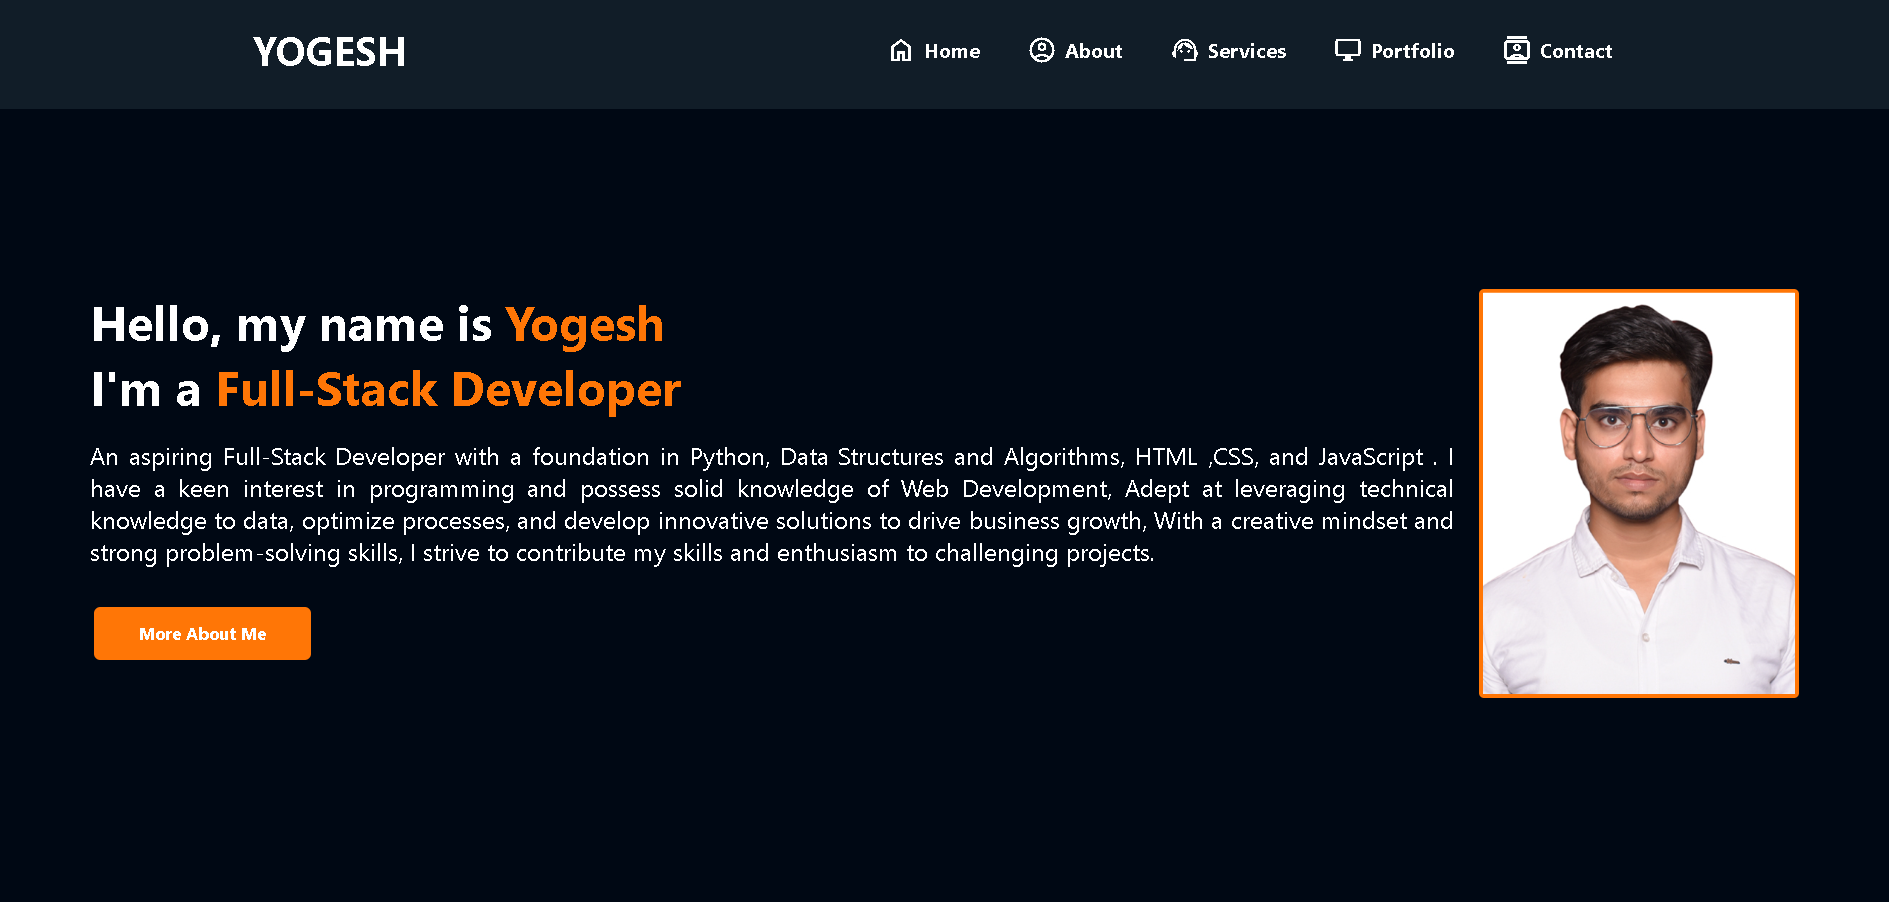 YOGESH
Home About Services Portfolio Contact
Hello, my name is Yogesh
I'm a Full-Stack Developer
An aspiring Full-Stack Developer with a foundation in Python, Data Structures and Algorithms, HTML ,CSS, and JavaScript . I
have a keen interest in programming and possess solid knowledge of Web Development, Adept at leveraging technical
knowledge to data, optimize processes, and develop innovative solutions to drive business growth, With a creative mindset and
strong problem-solving skills, I strive to contribute my skills and enthusiasm to challenging projects.
More About Me